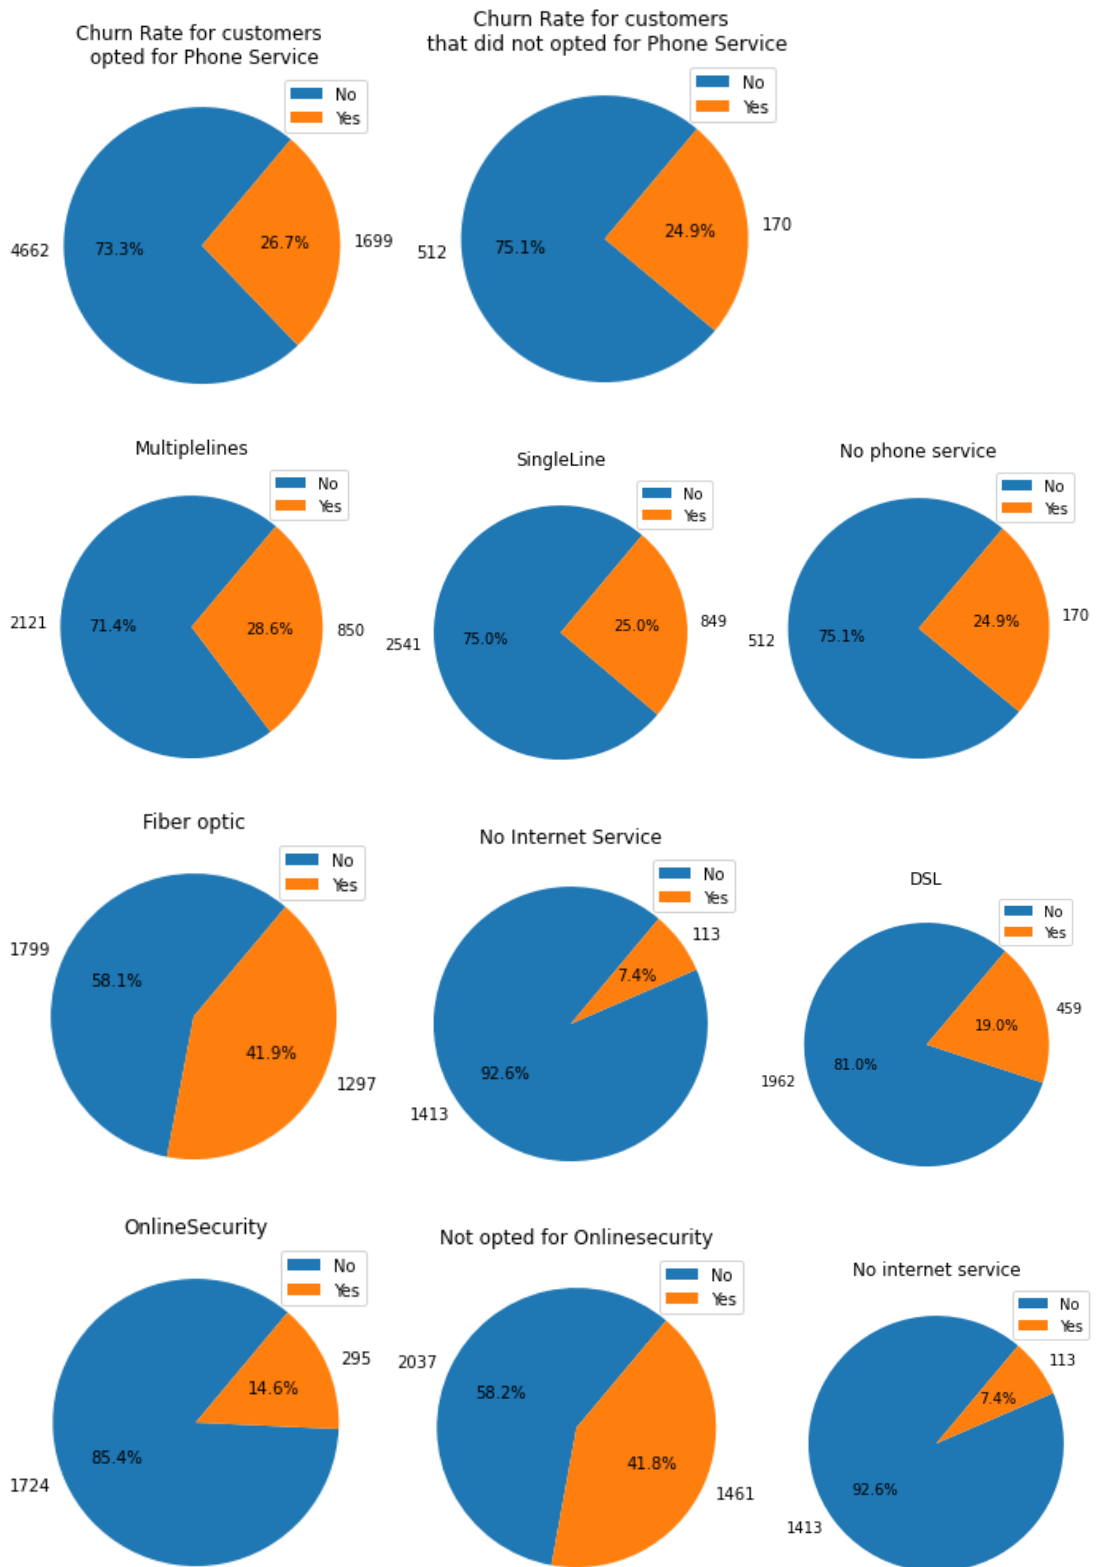 Churn Rate for customers
opted for Phone Service
No
Yes
4662
73.3%
26.7%
1699
Churn Rate for customers
that did not opted for Phone Service
No
Yes
512
75.1%
24.9%
170
Multiplelines
No
Yes
2121
71.4%
28.6%
850
SingleLine
No
Yes
2541
75.0%
25.0%
849
No phone service
No
Yes
512
75.1%
24.9%
170
Fiber optic
No
Yes
1799
58.1%
41.9%
1297
No Internet Service
No
Yes
113
7.4%
92.6%
1413
DSL
No
Yes
459
19.0%
81.0%
1962
OnlineSecurity
No
Yes
295
14.6%
85.4%
1724
Not opted for Onlinesecurity
No
Yes
2037
58.2%
41.8%
1461
No internet service
No
Yes
113
7.4%
92.6%
1413